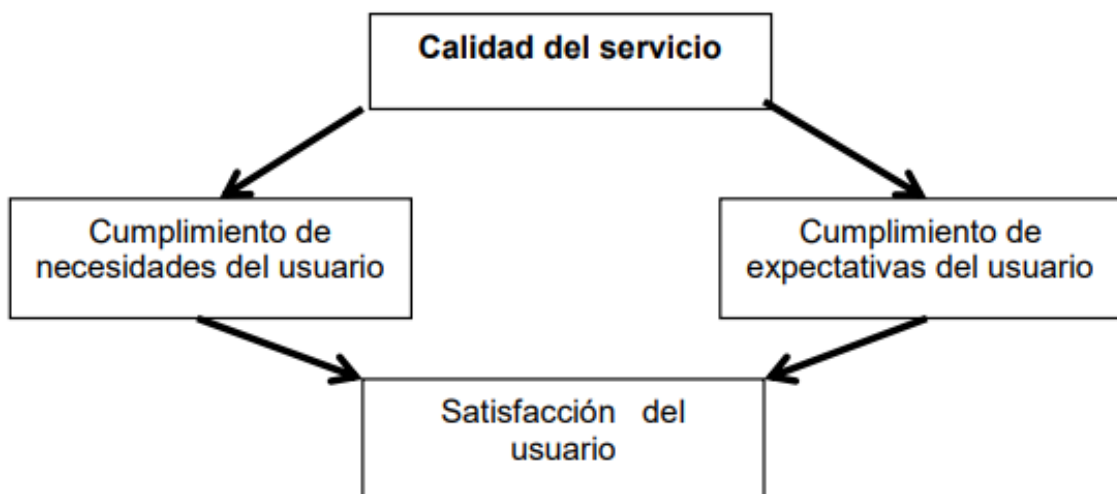 Calidad del servicio
Cumplimiento de
necesidades del usuario
Cumplimiento de
expectativas del usuario
Satisfacción del
usuario